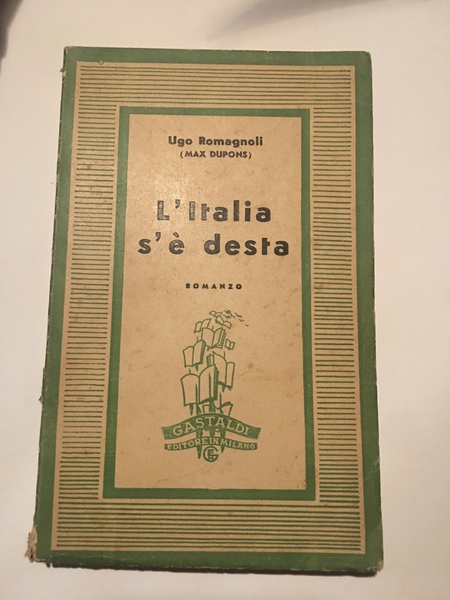 Ugo Romagnoli
(MAX DUPONS)
L'Italia
s'è desta
ROMANZO
GASTALDI
EDITORE IN MILANO